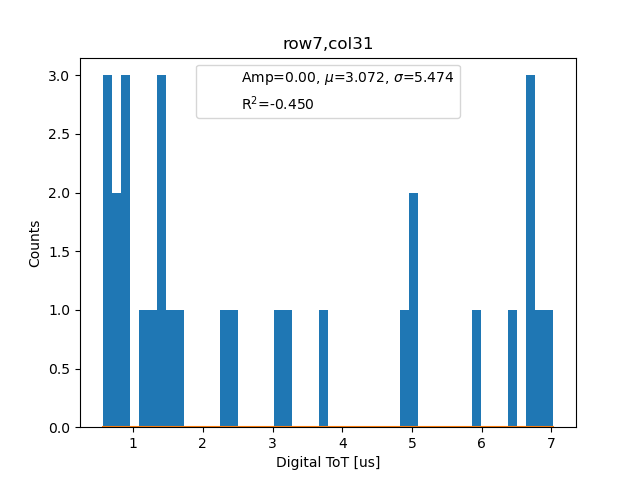 row7,col31
Amp=0.00, μ=3.072, σ=5.474
R²=-0.450
3.0
2.5
2.0
1.5
1.0
0.5
0.0
Counts
1 2 3 4 5 6 7
Digital ToT [us]